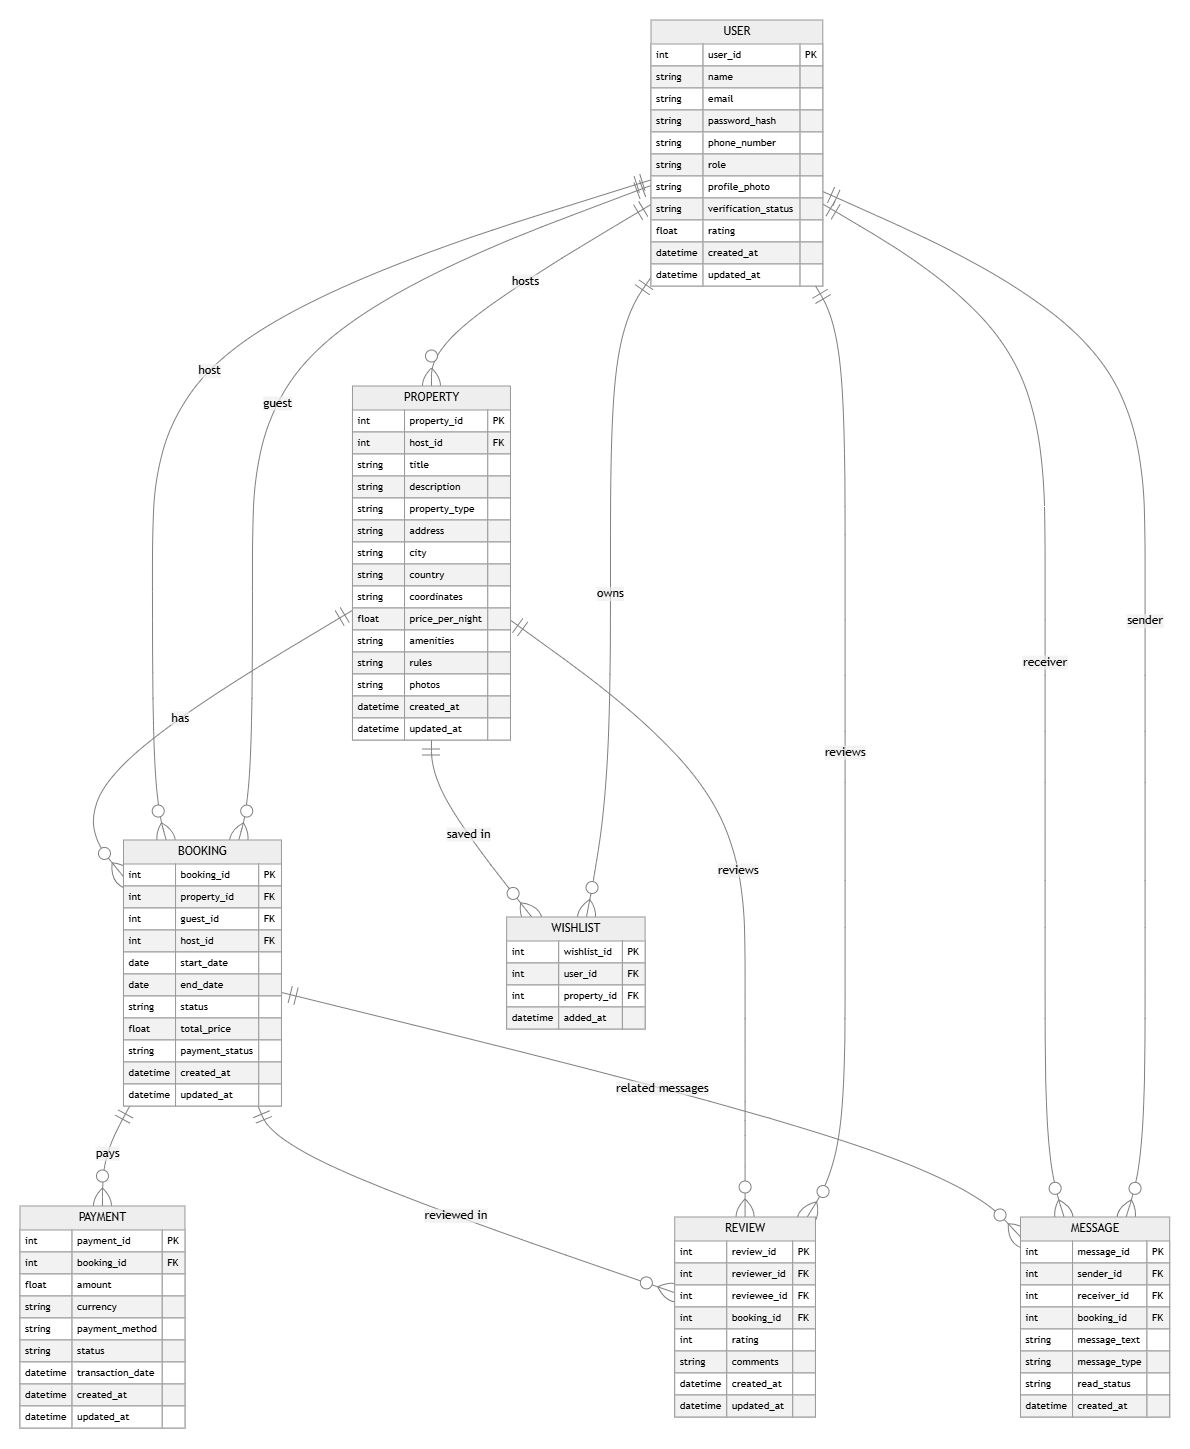 USER
int user_id PK
string name
string email
string password_hash
string phone_number
string role
string profile_photo
string verification_status
float rating
datetime created_at
datetime updated_at
hosts
host
guest
PROPERTY
int property_id PK
int host_id FK
string title
string description
string property_type
string address
string city
string country
string coordinates
float price_per_night
string amenities
string rules
string photos
datetime created_at
datetime updated_at
owns
sender
receiver
has
reviews
saved in
reviews
BOOKING
int booking_id PK
int property_id FK
int guest_id FK
int host_id FK
date start_date
date end_date
string status
float total_price
string payment_status
datetime created_at
datetime updated_at
WISHLIST
int wishlist_id PK
int user_id FK
int property_id FK
datetime added_at
related messages
pays
reviewed in
PAYMENT
int payment_id PK
int booking_id FK
float amount
string currency
string payment_method
string status
datetime transaction_date
datetime created_at
datetime updated_at
REVIEW
int review_id PK
int reviewer_id FK
int reviewee_id FK
int booking_id FK
int rating
string comments
datetime created_at
datetime updated_at
MESSAGE
int message_id PK
int sender_id FK
int receiver_id FK
int booking_id FK
string message_text
string message_type
string read_status
datetime created_at